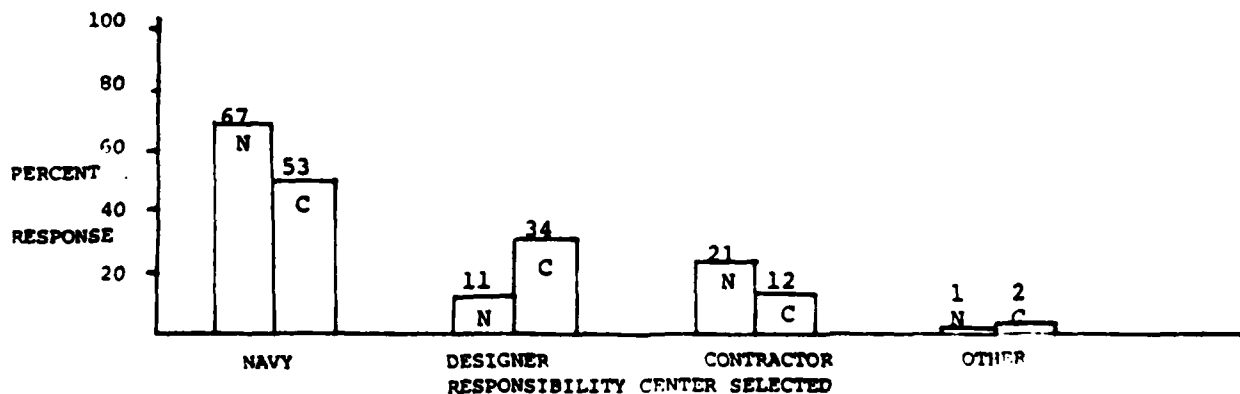 100
80
67
N
60
53
PERCENT
C
40
34
RESPONSE
C
21
N
20
11
N
12
C
1
N
2
C
NAVY DESIGNER CONTRACTOR OTHER
RESPONSIBILITY CENTER SELECTED